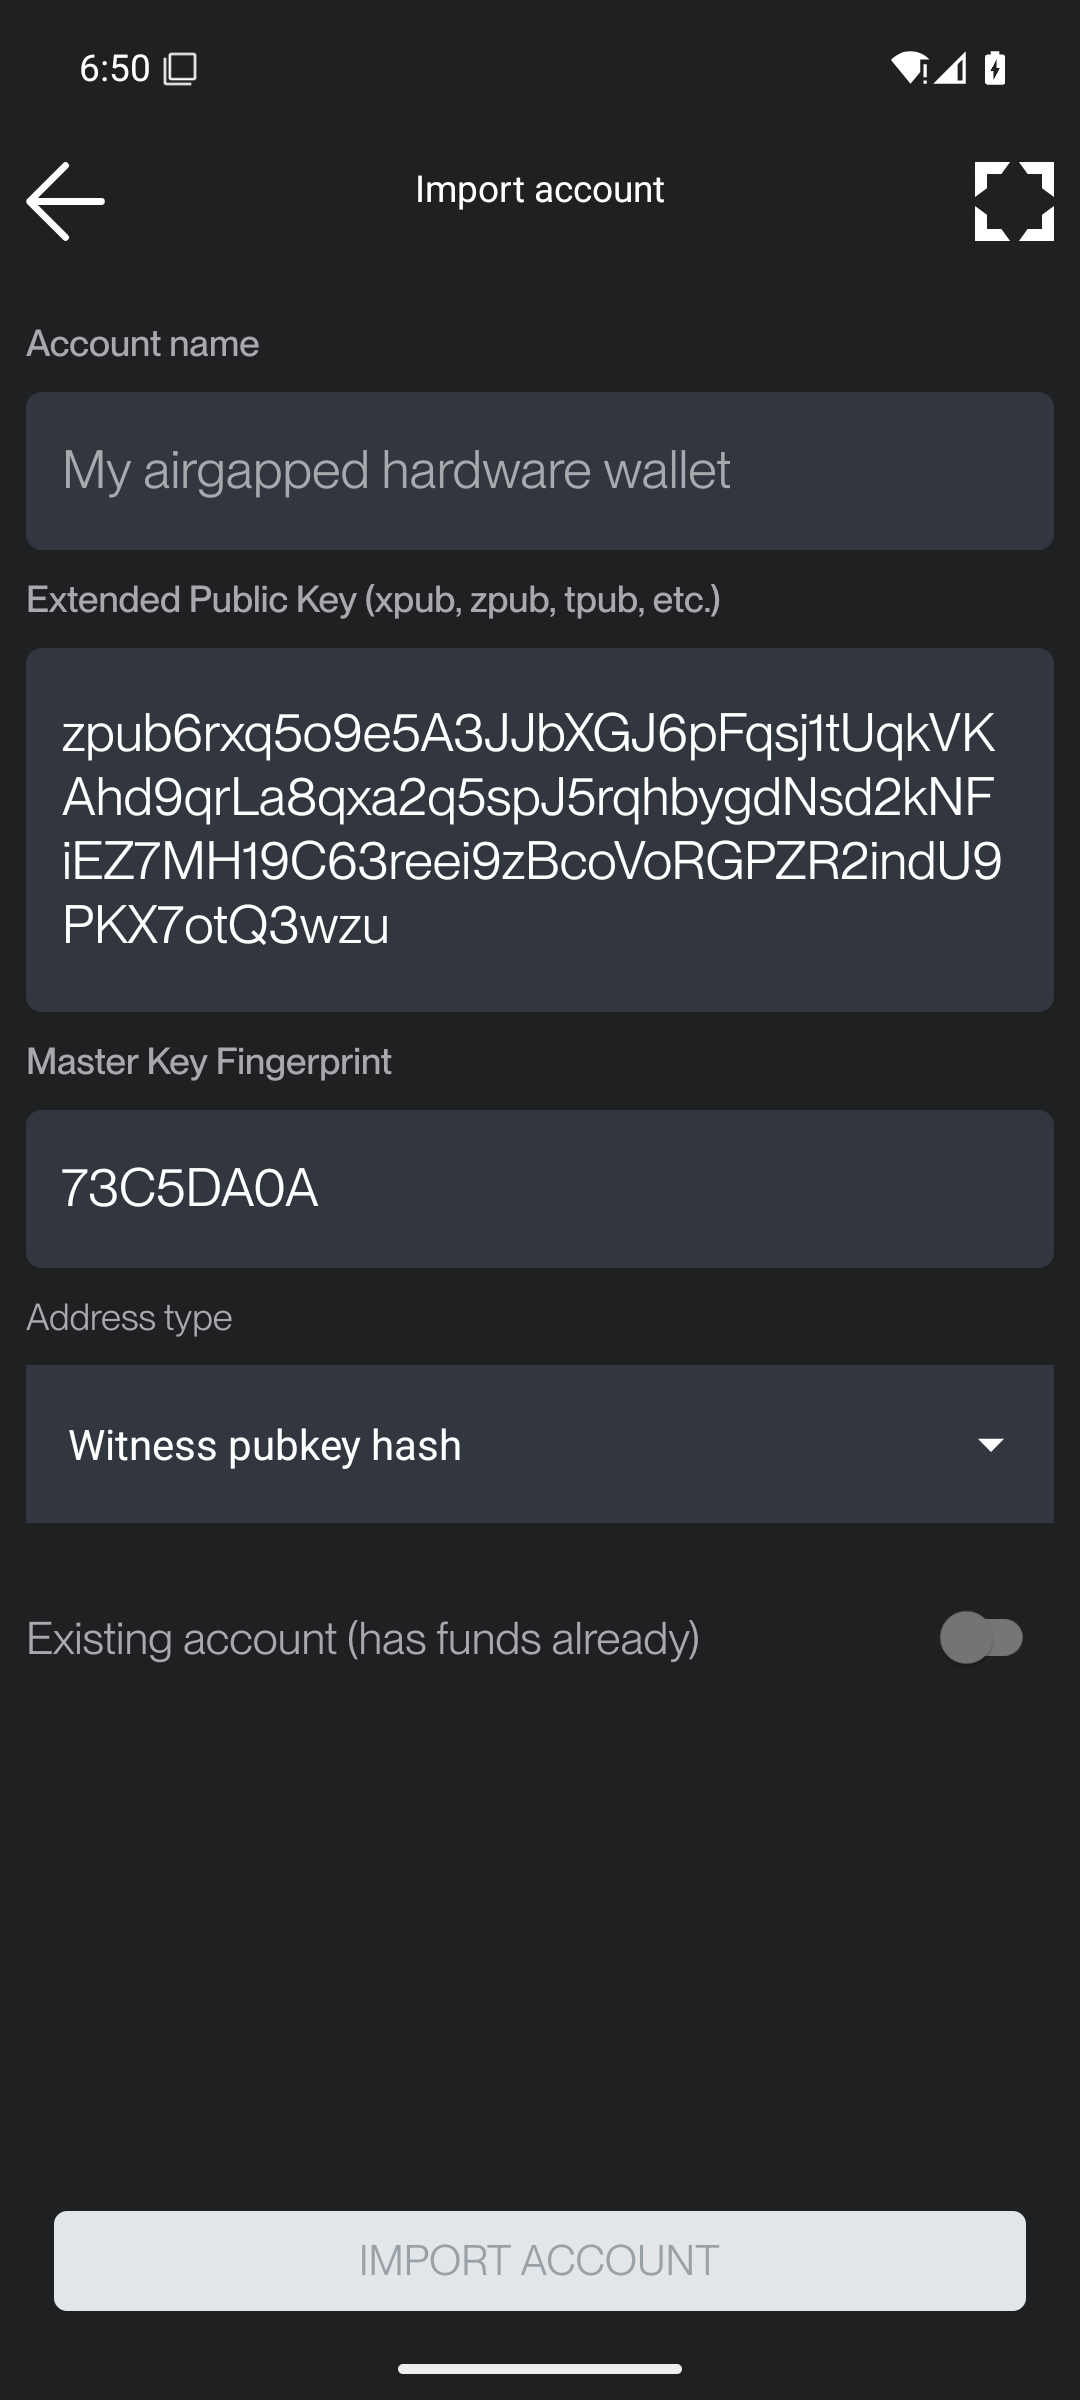 6:50
Import account
Account name
My airgapped hardware wallet
Extended Public Key (xpub, zpub, tpub, etc.)
zpub6rxq5o9e5A3JJbXGJ6pFqsj1tUqkVK
Ahd9qrLa8qxa2q5spJ5rqhbygdNsd2kNF
iEZ7MH19C63reei9zBcoVoRGPZR2indU9
PKX7otQ3wzu
Master Key Fingerprint
73C5DA0A
Address type
Witness pubkey hash
Existing account (has funds already)
IMPORT ACCOUNT